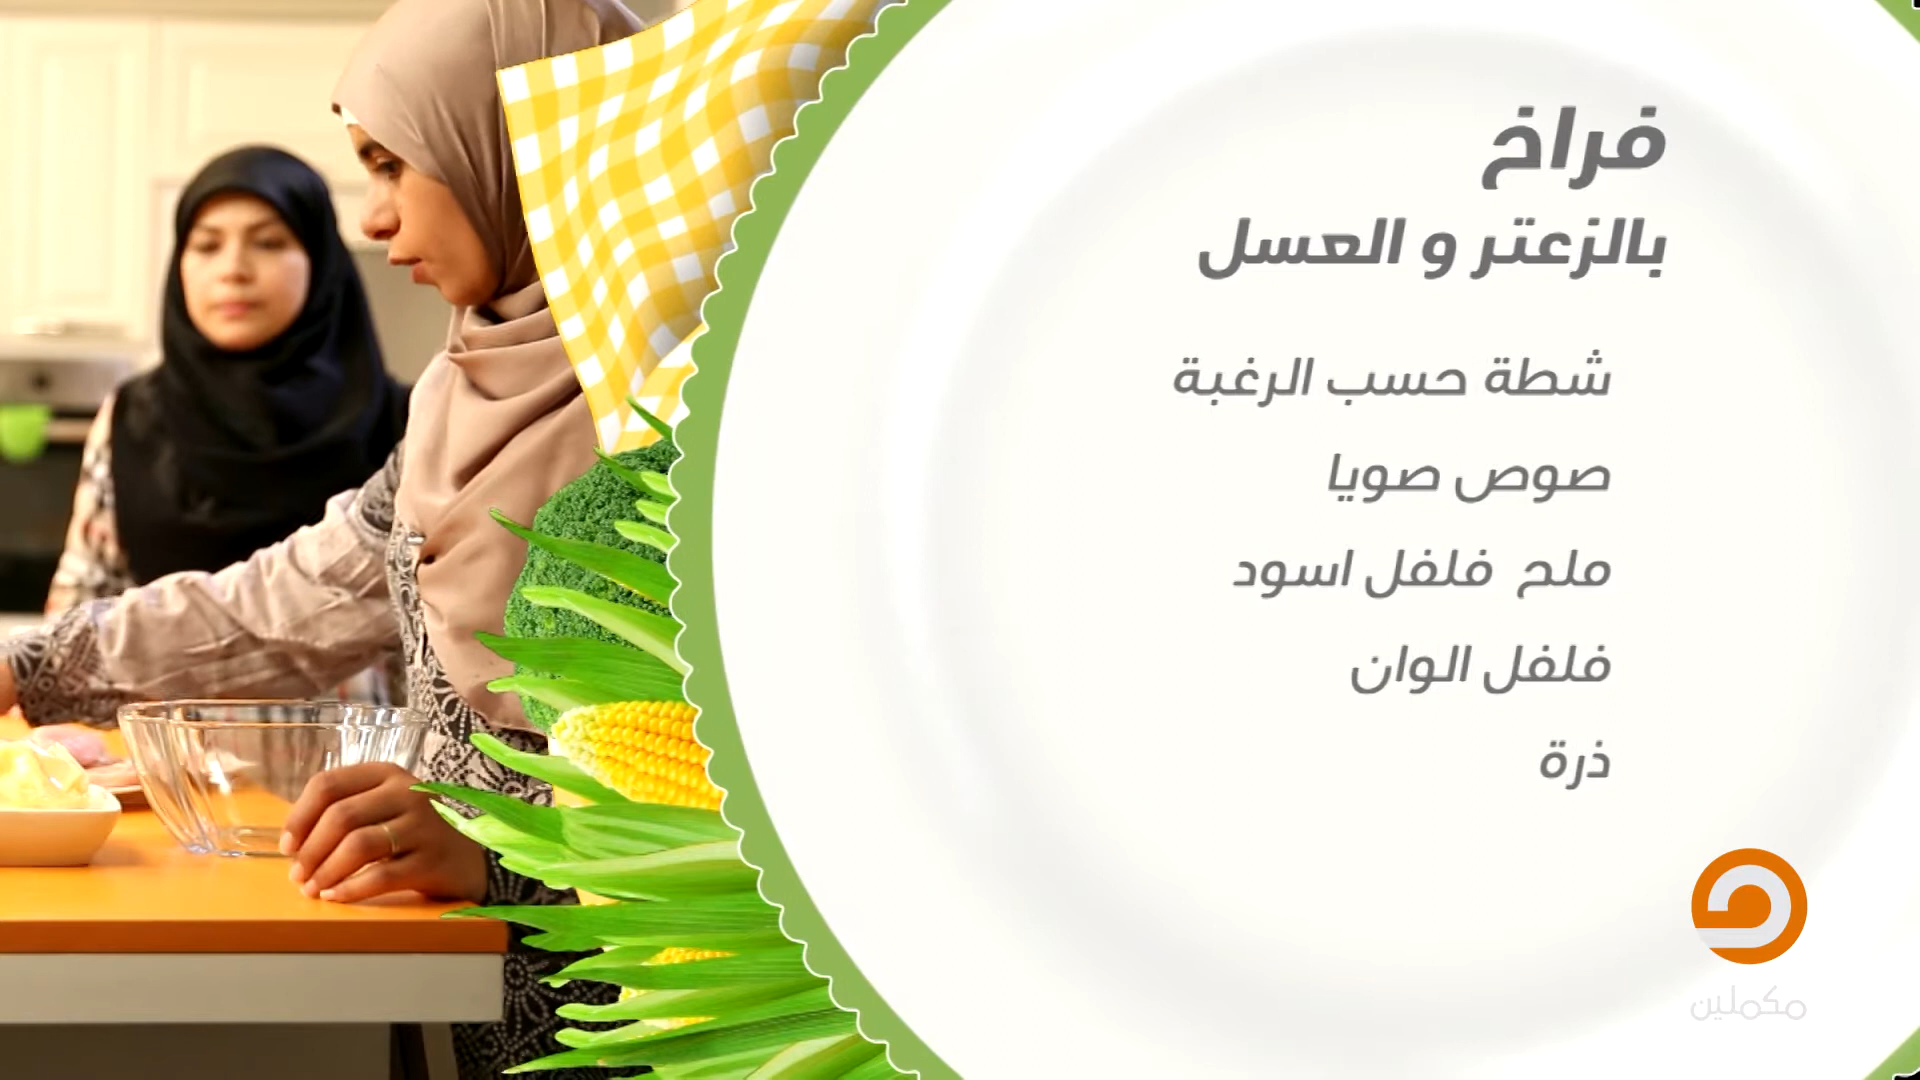 فراخ
بالزعتر و العسل
شطة حسب الرغبة
صوص صويا
ملح فلفل اسود
فلفل الوان
ذرة
مكملين